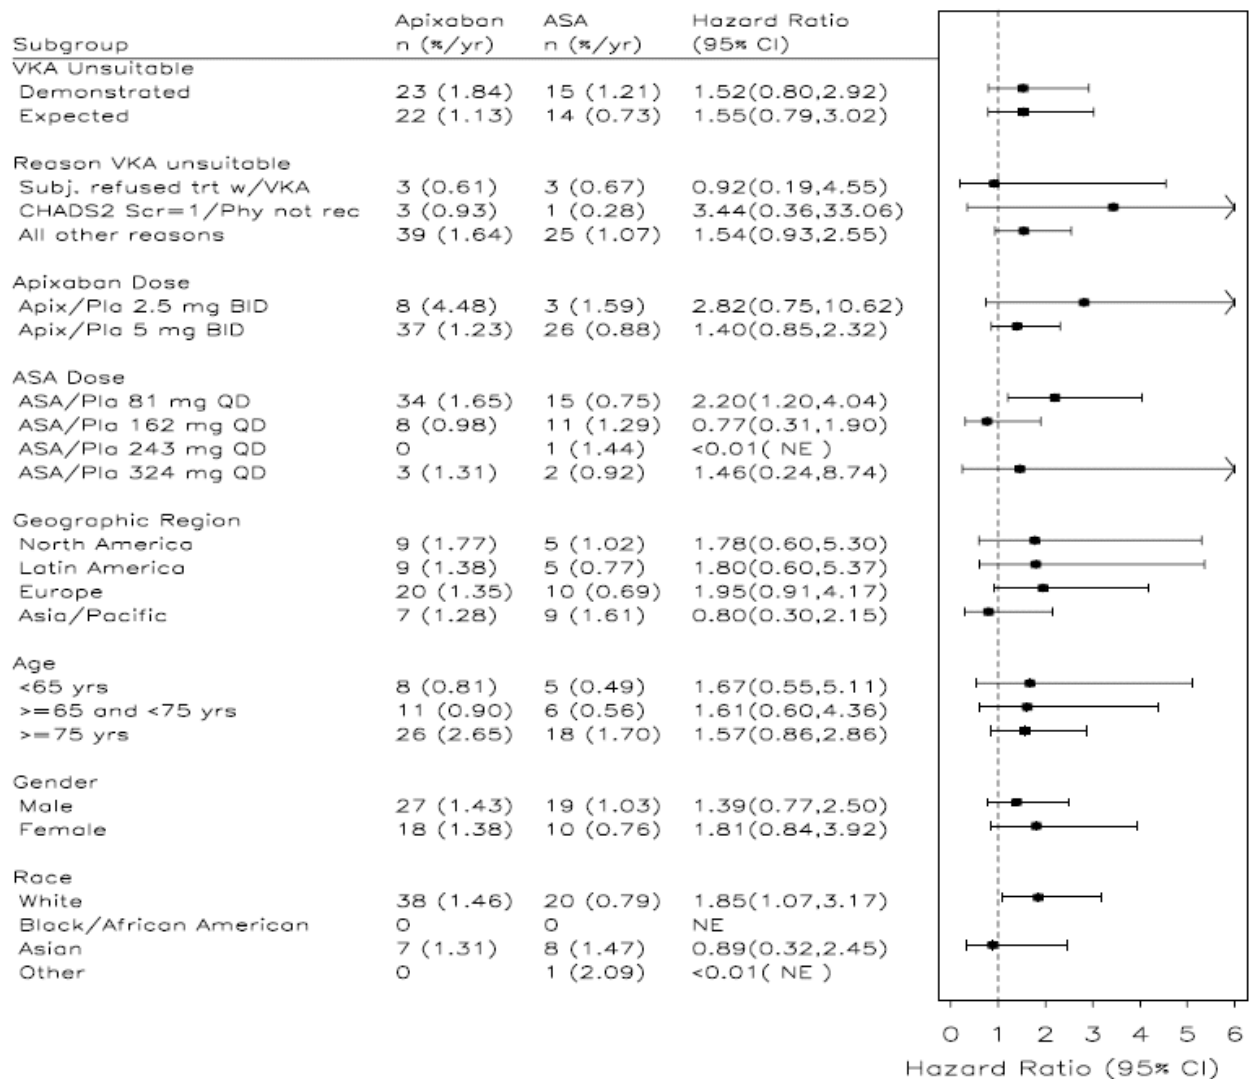 Apixaban ASA Hazard Ratio
Subgroup n (%/yr) n (%/yr) (95% CI)
VKA Unsuitable
Demonstrated 23 (1.84) 15 (1.21) 1.52(0.80,2.92)
Expected 22 (1.13) 14 (0.73) 1.55(0.79,3.02)
Reason VKA unsuitable
Subj. refused trt w/VKA 3 (0.61) 3 (0.67) 0.92(0.19,4.55)
CHADS2 Scr=1/Phy not rec 3 (0.93) 1 (0.28) 3.44(0.36,33.06)
All other reasons 39 (1.64) 25 (1.07) 1.54(0.93,2.55)
Apixaban Dose
Apix/Pla 2.5 mg BID 8 (4.48) 3 (1.59) 2.82(0.75,10.62)
Apix/Pla 5 mg BID 37 (1.23) 26 (0.88) 1.40(0.85,2.32)
ASA Dose
ASA/Pla 81 mg QD 34 (1.65) 15 (0.75) 2.20(1.20,4.04)
ASA/Pla 162 mg QD 8 (0.98) 11 (1.29) 0.77(0.31,1.90)
ASA/Pla 243 mg QD 0 1 (1.44) <0.01( NE )
ASA/Pla 324 mg QD 3 (1.31) 2 (0.92) 1.46(0.24,8.74)
Geographic Region
North America 9 (1.77) 5 (1.02) 1.78(0.60,5.30)
Latin America 9 (1.38) 5 (0.77) 1.80(0.60,5.37)
Europe 20 (1.35) 10 (0.69) 1.95(0.91,4.17)
Asia/Pacific 7 (1.28) 9 (1.61) 0.80(0.30,2.15)
Age
<65 yrs 8 (0.81) 5 (0.49) 1.67(0.55,5.11)
>=65 and <75 yrs 11 (0.90) 6 (0.56) 1.61(0.60,4.36)
>=75 yrs 26 (2.65) 18 (1.70) 1.57(0.86,2.86)
Gender
Male 27 (1.43) 19 (1.03) 1.39(0.77,2.50)
Female 18 (1.38) 10 (0.76) 1.81(0.84,3.92)
Race
White 38 (1.46) 20 (0.79) 1.85(1.07,3.17)
Black/African American 0 0 NE
Asian 7 (1.31) 8 (1.47) 0.89(0.32,2.45)
Other 0 1 (2.09) <0.01( NE )
0 1 2 3 4 5 6
Hazard Ratio (95% CI)